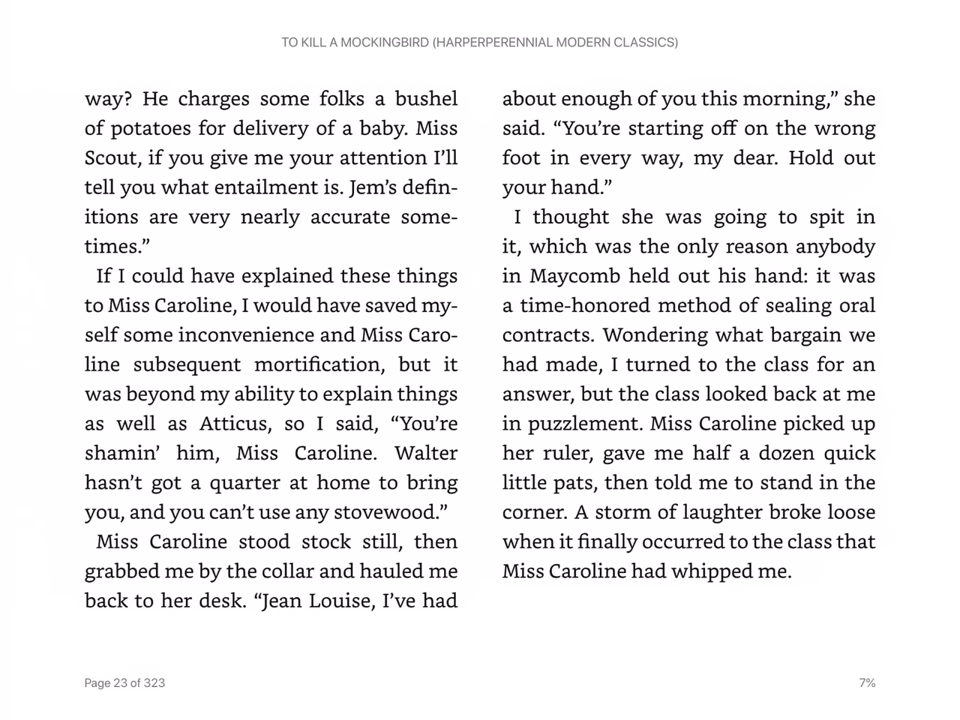 TO KILL A MOCKINGBIRD (HARPERPERENNIAL MODERN CLASSICS)
way? He charges some folks a bushel
of potatoes for delivery of a baby. Miss
Scout, if you give me your attention I’ll
tell you what entailment is. Jem’s defin-
itions are very nearly accurate some-
times.”
If I could have explained these things
to Miss Caroline, I would have saved my-
self some inconvenience and Miss Caro-
line subsequent mortification, but it
was beyond my ability to explain things
as well as Atticus, so I said, “You’re
shamin’ him, Miss Caroline. Walter
hasn’t got a quarter at home to bring
you, and you can’t use any stovewood.”
Miss Caroline stood stock still, then
grabbed me by the collar and hauled me
back to her desk. “Jean Louise, I’ve had
about enough of you this morning,” she
said. “You’re starting off on the wrong
foot in every way, my dear. Hold out
your hand.”
I thought she was going to spit in
it, which was the only reason anybody
in Maycomb held out his hand: it was
a time-honored method of sealing oral
contracts. Wondering what bargain we
had made, I turned to the class for an
answer, but the class looked back at me
in puzzlement. Miss Caroline picked up
her ruler, gave me half a dozen quick
little pats, then told me to stand in the
corner. A storm of laughter broke loose
when it finally occurred to the class that
Miss Caroline had whipped me.
Page 23 of 323
7%